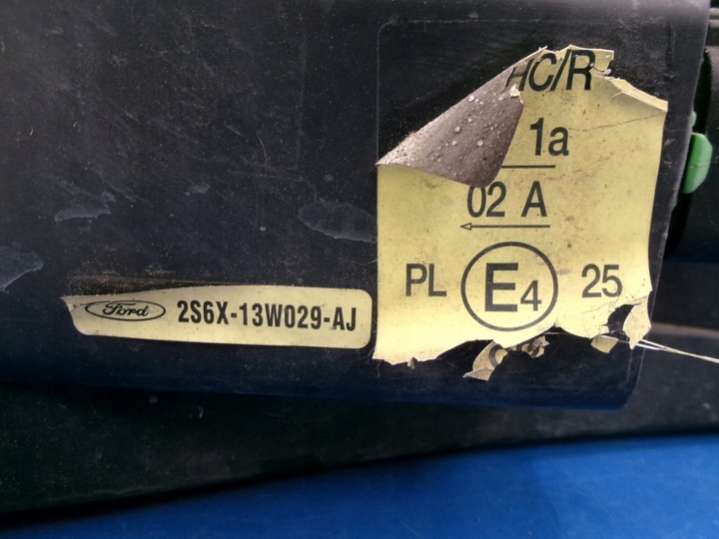 HC/R
1a
02 A
PL E4 25
Ford 2S6X-13W029-AJ